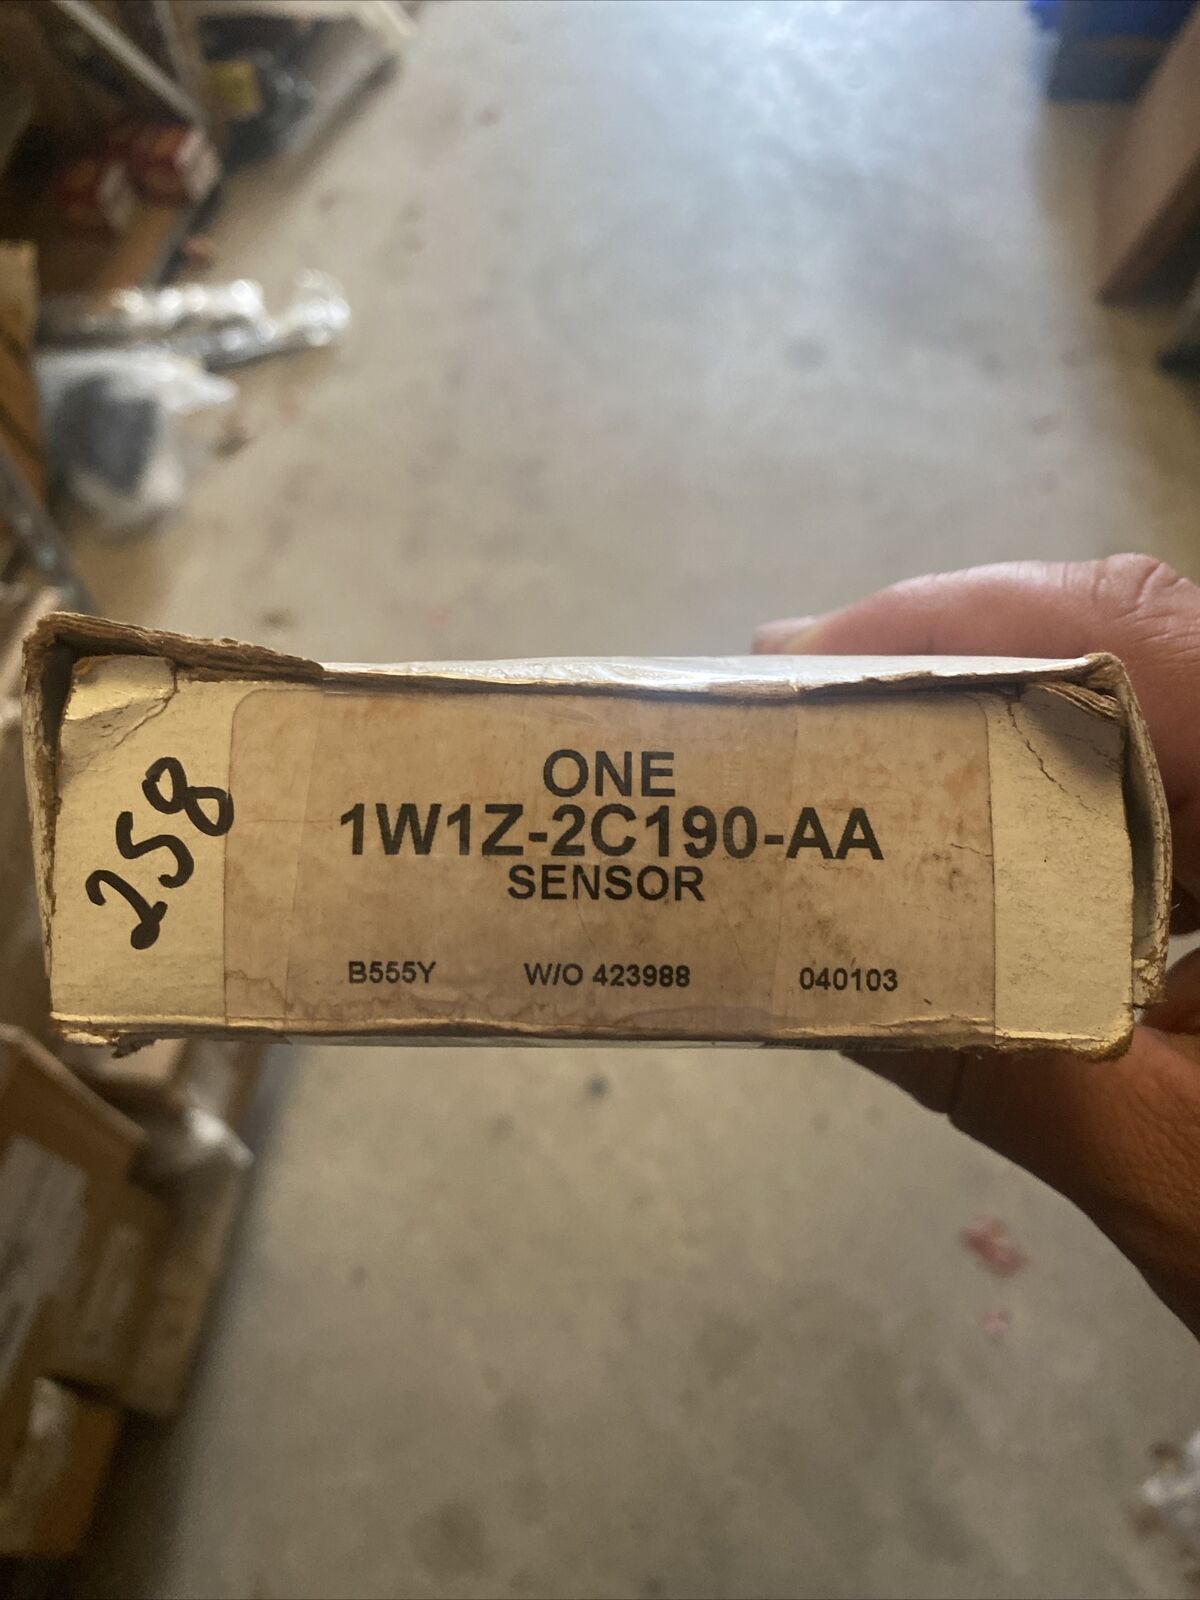 258
ONE
1W1Z-2C190-AA
SENSOR
B555Y W/O 423988 040103